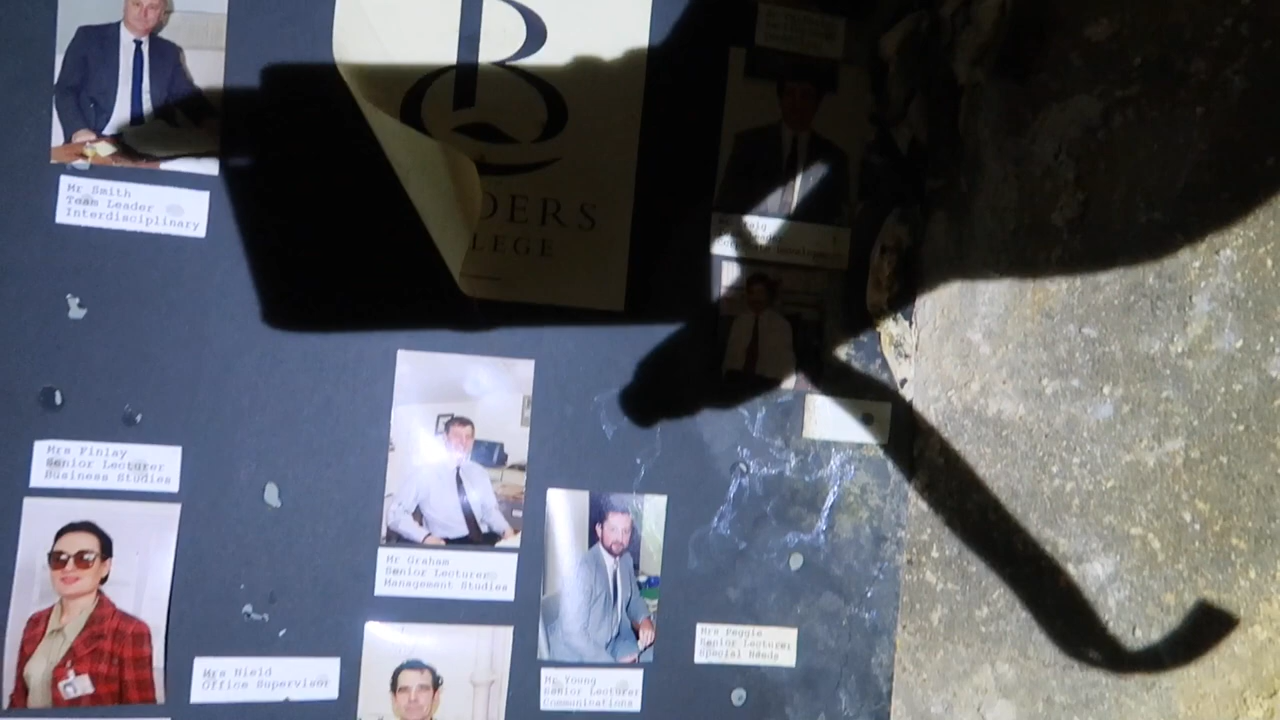 Mr Smith
Team Leader
Interdisciplinary
B
DERS
LEGE
Mrs Finlay
Senior Lecturer
Business Studies
Mr Graham
Senior Lecturer
Management Studies
Mrs Nield
Office Supervisor
Mr Young
Senior Lecturer
Communications
Mrs Peggie
Senior Lecturer
Special Needs